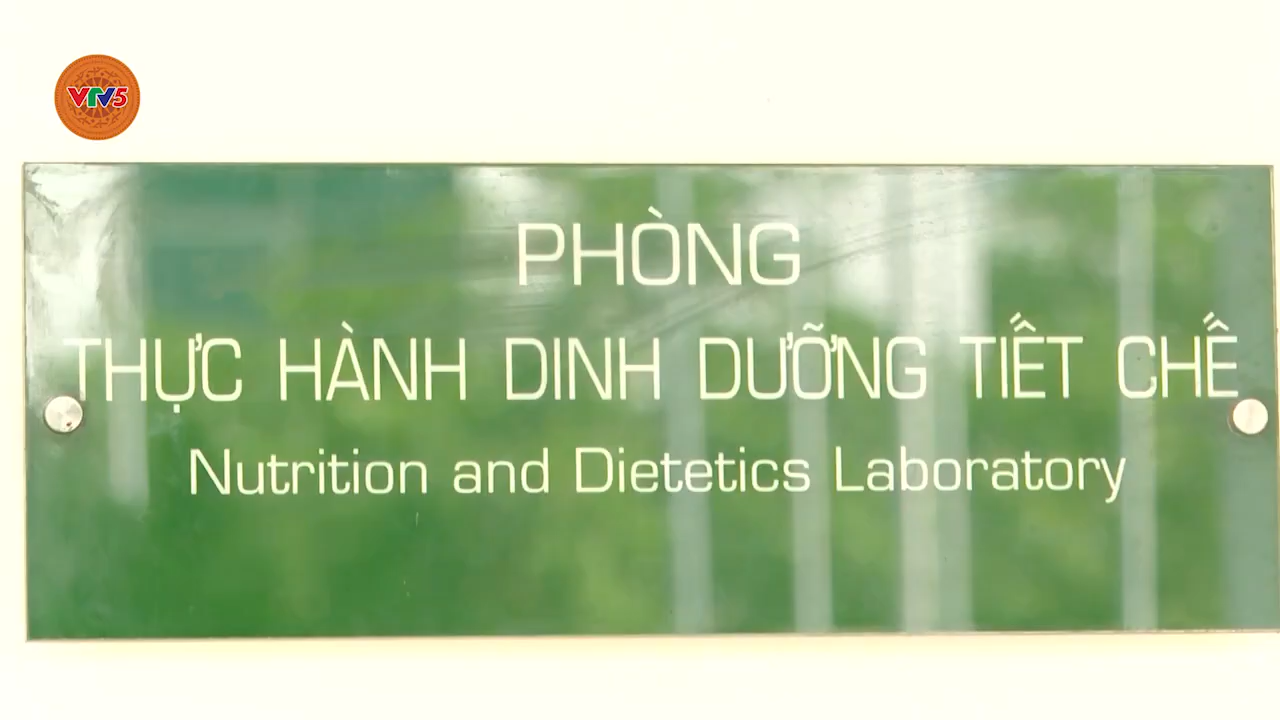 VTV5
PHÒNG
THỰC HÀNH DINH DƯỠNG TIẾT CHẾ
Nutrition and Dietetics Laboratory